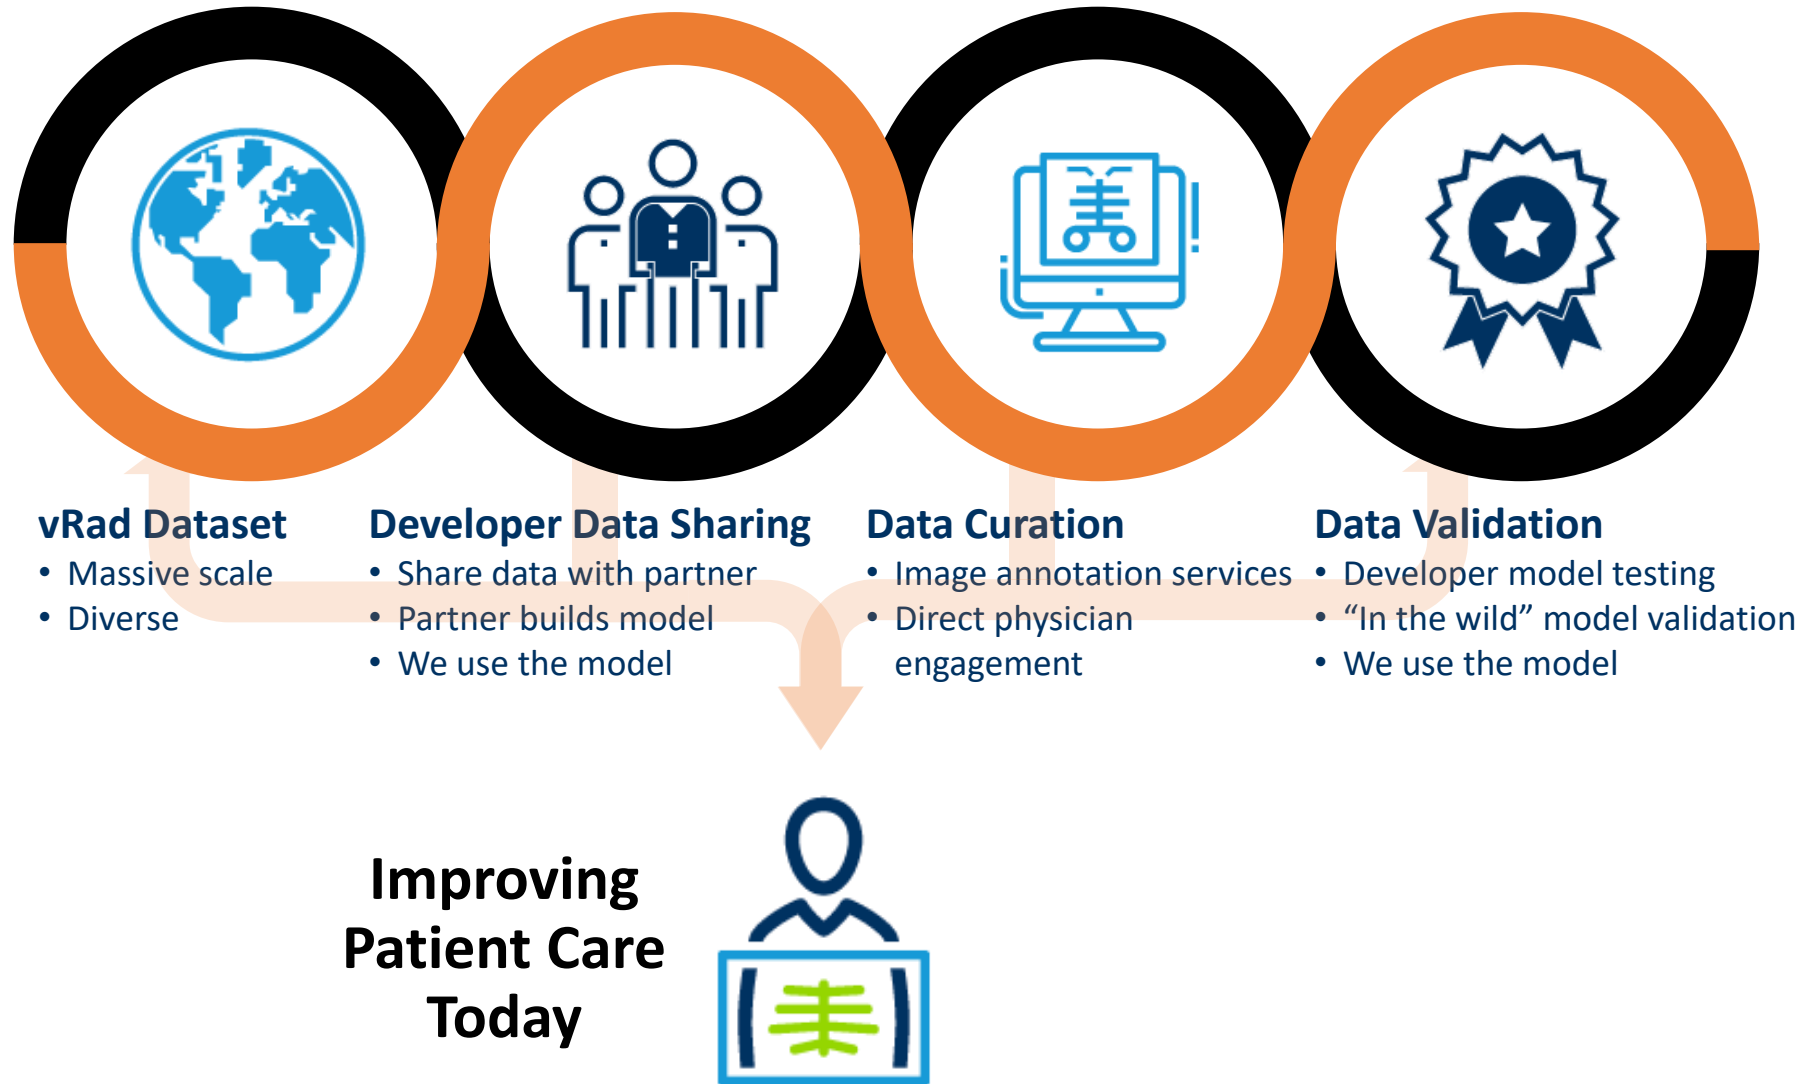 vRad Dataset
• Massive scale
• Diverse
Developer Data Sharing
• Share data with partner
• Partner builds model
• We use the model
Data Curation
• Image annotation services
• Direct physician
engagement
Data Validation
• Developer model testing
• “In the wild” model validation
• We use the model
Improving
Patient Care
Today